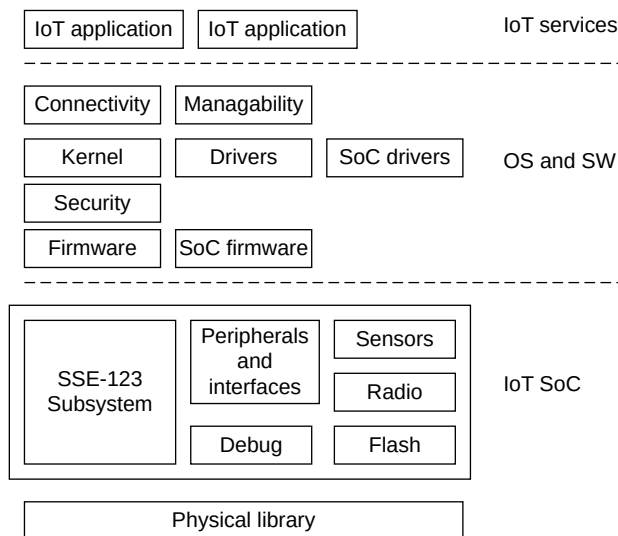 IoT application
IoT application
IoT services
Connectivity
Managability
Kernel
Drivers
SoC drivers
OS and SW
Security
Firmware
SoC firmware
SSE-123
Subsystem
Peripherals
and
interfaces
Sensors
Radio
IoT SoC
Debug
Flash
Physical library